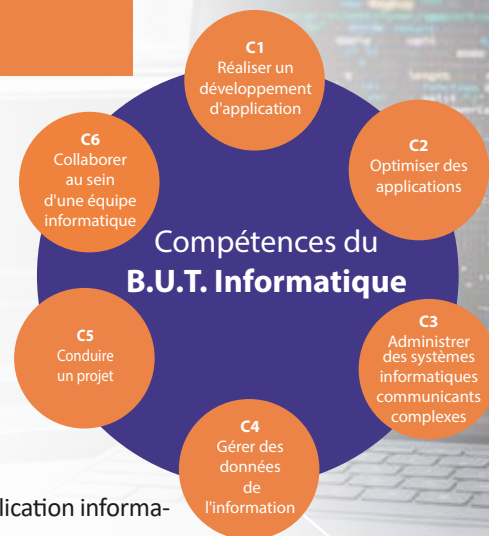 C1
Réaliser un
développement
d'application
C2
Optimiser des
applications
C3
Administrer
des systèmes
informatiques
communicants
complexes
C4
Gérer des
données
de
l'information
C5
Conduire
un projet
C6
Collaborer
au sein
d'une équipe
informatique
Compétences du
B.U.T. Informatique
lication informa-